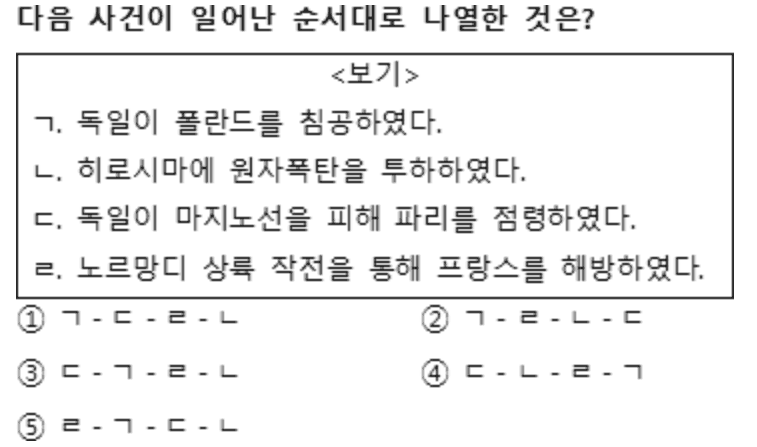 다음 사건이 일어난 순서대로 나열한 것은?
<보기>
ㄱ. 독일이 폴란드를 침공하였다.
ㄴ. 히로시마에 원자폭탄을 투하하였다.
ㄷ. 독일이 마지노선을 피해 파리를 점령하였다.
ㄹ. 노르망디 상륙 작전을 통해 프랑스를 해방하였다.
① ㄱ - ㄷ - ㄹ - ㄴ ② ㄱ - ㄹ - ㄴ - ㄷ
③ ㄷ - ㄱ - ㄹ - ㄴ ④ ㄷ - ㄴ - ㄹ - ㄱ
⑤ ㄹ - ㄱ - ㄷ - ㄴ